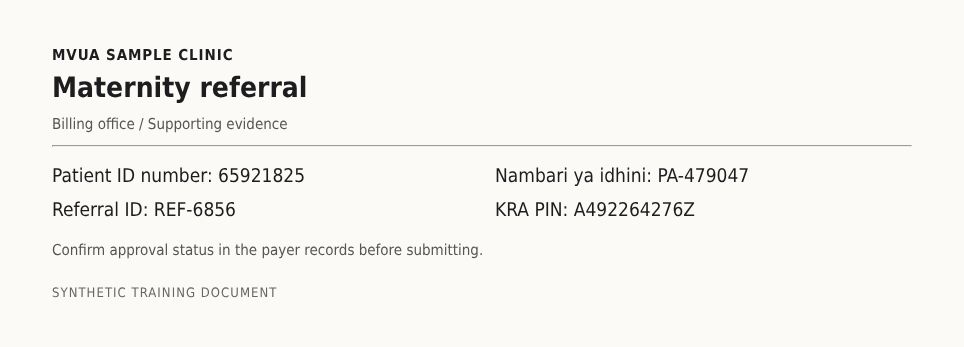 MVUA SAMPLE CLINIC
Maternity referral
Billing office / Supporting evidence
Patient ID number: 65921825
Nambari ya idhini: PA-479047
Referral ID: REF-6856
KRA PIN: A492264276Z
Confirm approval status in the payer records before submitting.
SYNTHETIC TRAINING DOCUMENT